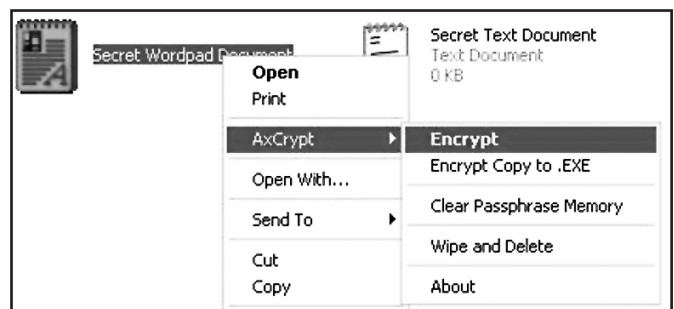 Secret Wordpad Document
Secret Text Document
Text Document
0 KB
Open
Print
AxCrypt
Open With...
Send To
Cut
Copy
Encrypt
Encrypt Copy to .EXE
Clear Passphrase Memory
Wipe and Delete
About